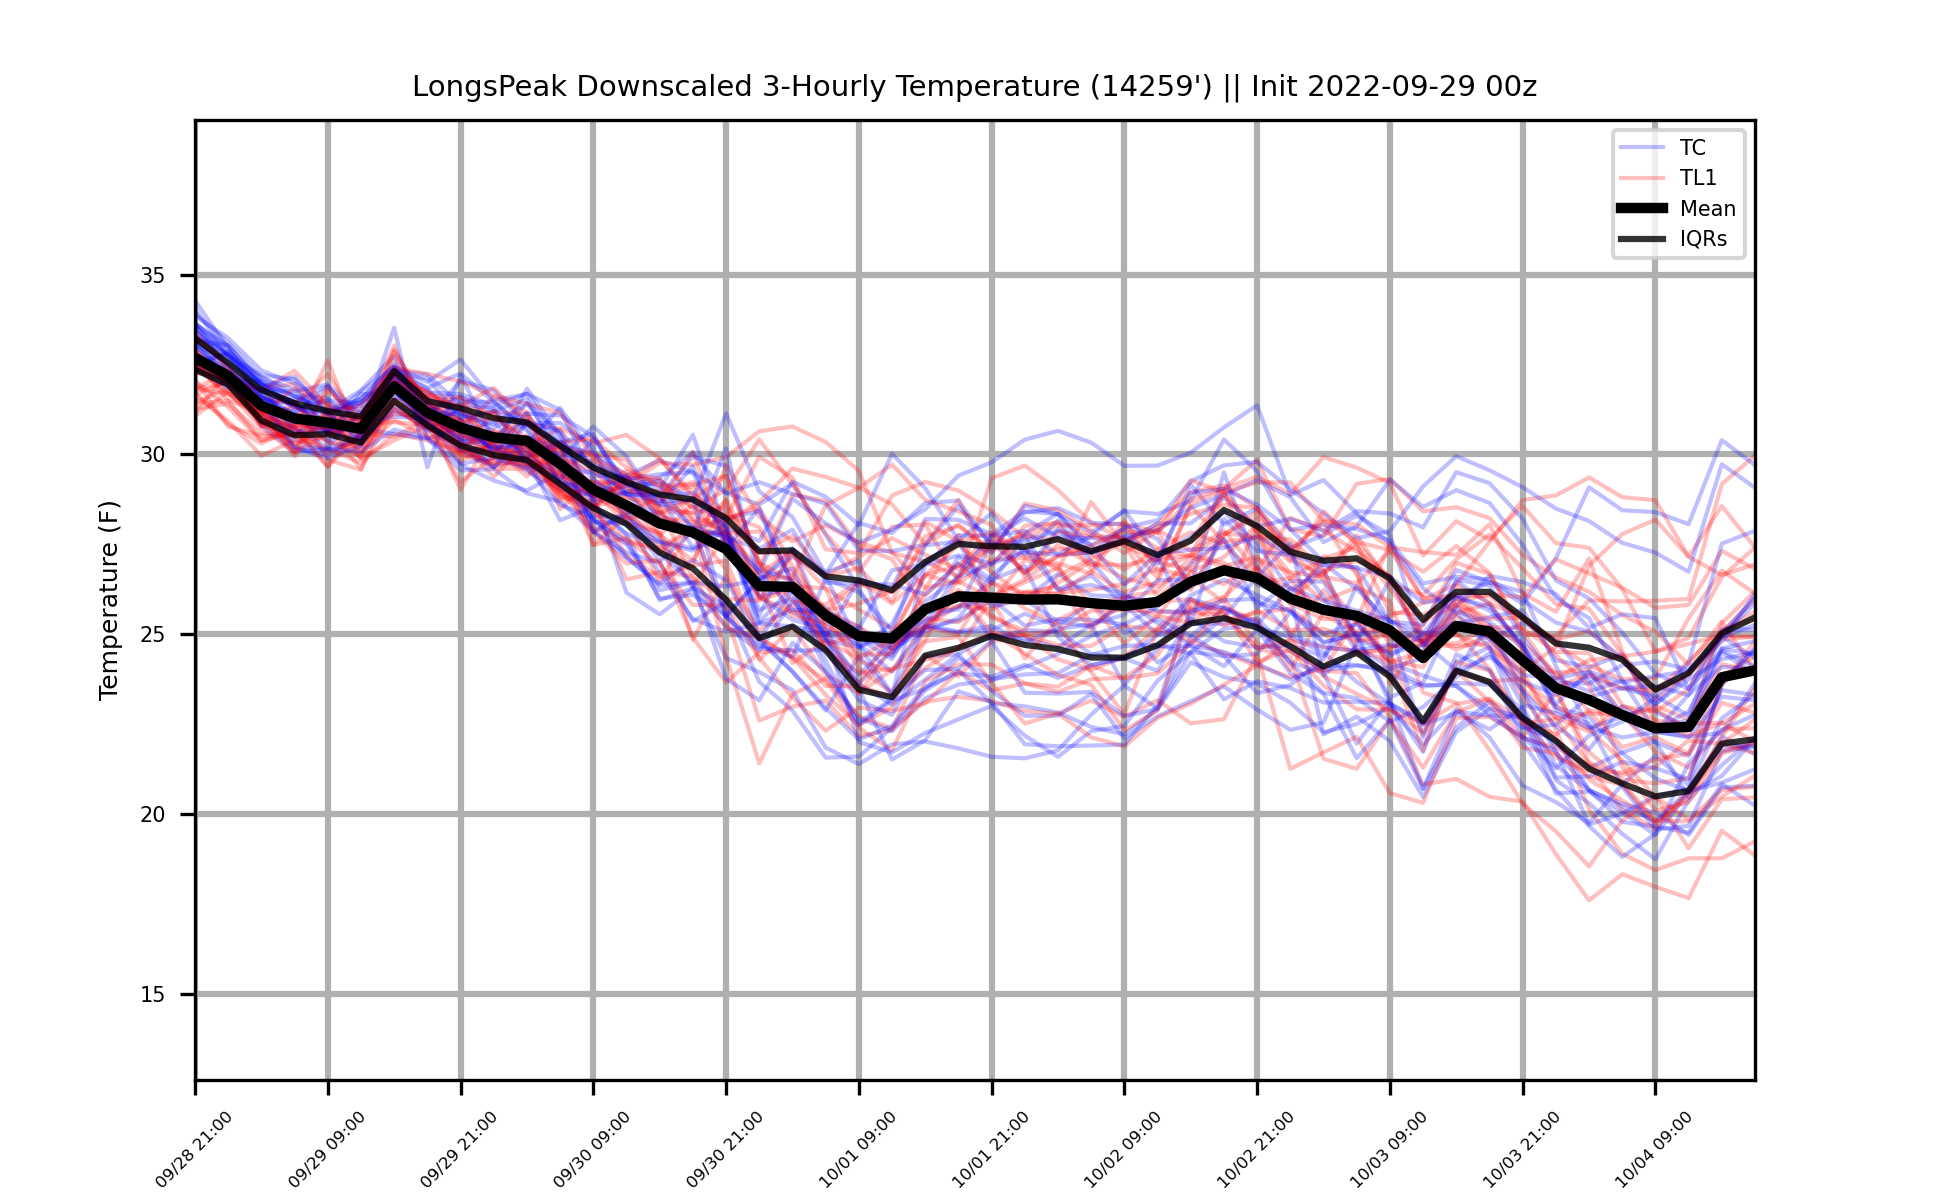 LongsPeak Downscaled 3-Hourly Temperature (14259') || Init 2022-09-29 00z
TC
TL1
Mean
IQRs
Temperature (F)
35
30
25
20
15
09/28 21:00
09/29 09:00
09/29 21:00
09/30 09:00
09/30 21:00
10/01 09:00
10/01 21:00
10/02 09:00
10/02 21:00
10/03 09:00
10/03 21:00
10/04 09:00